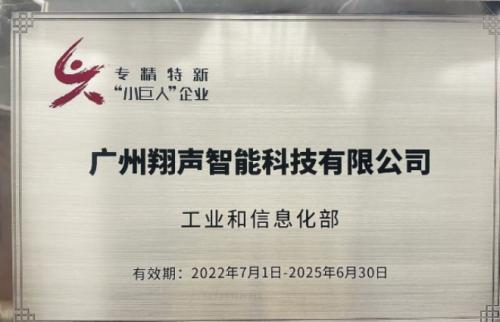 专精特新
“小巨人”企业
广州翔声智能科技有限公司
工业和信息化部
有效期：2022年7月1日-2025年6月30日